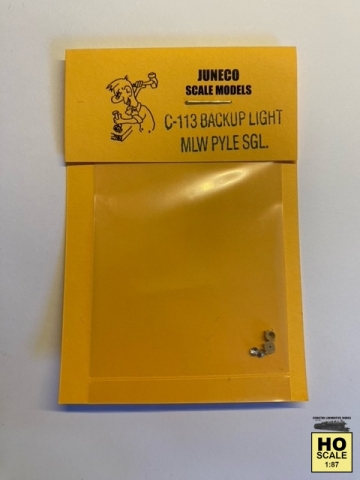 JUNECO
SCALE MODELS
C-113 BACKUP LIGHT
MLW PYLE SGL.
HO
SCALE
1:87